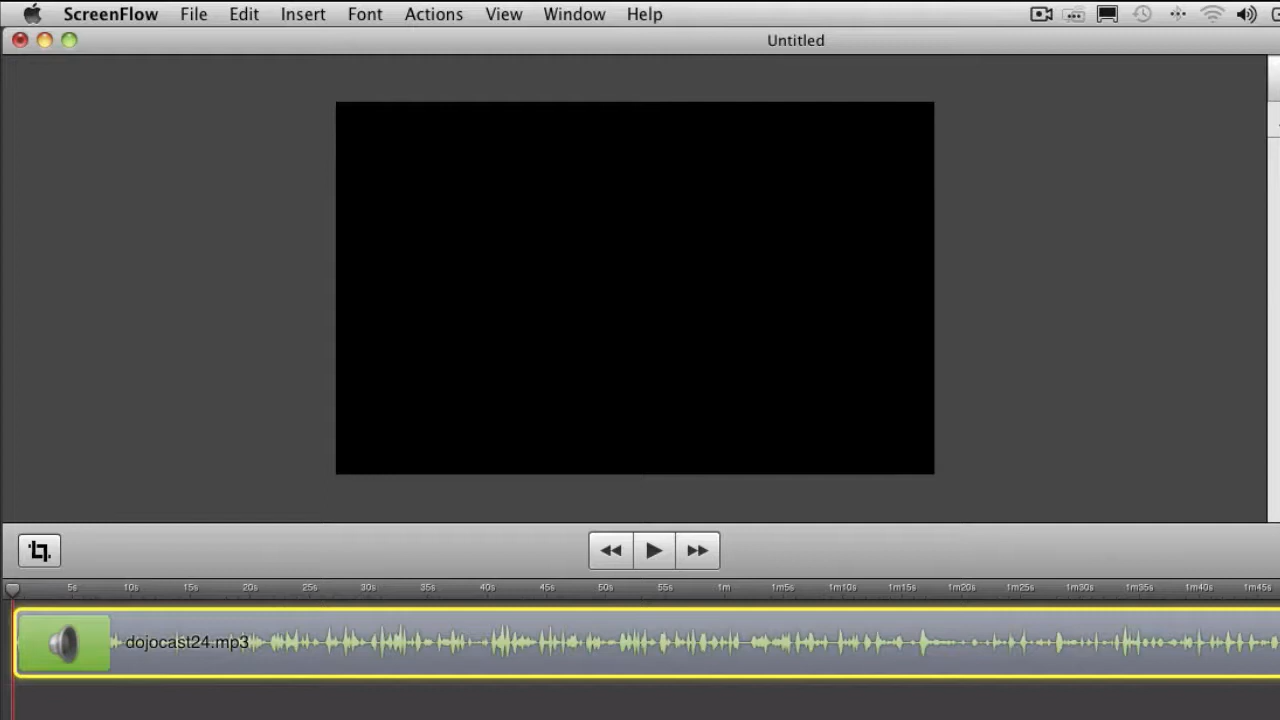 ScreenFlow File Edit Insert Font Actions View Window Help
Untitled
5s 10s 15s 20s 25s 30s 35s 40s 45s 50s 55s 1m 1m5s 1m10s 1m15s 1m20s 1m25s 1m30s 1m35s 1m40s 1m45s
dojocast24.mp3